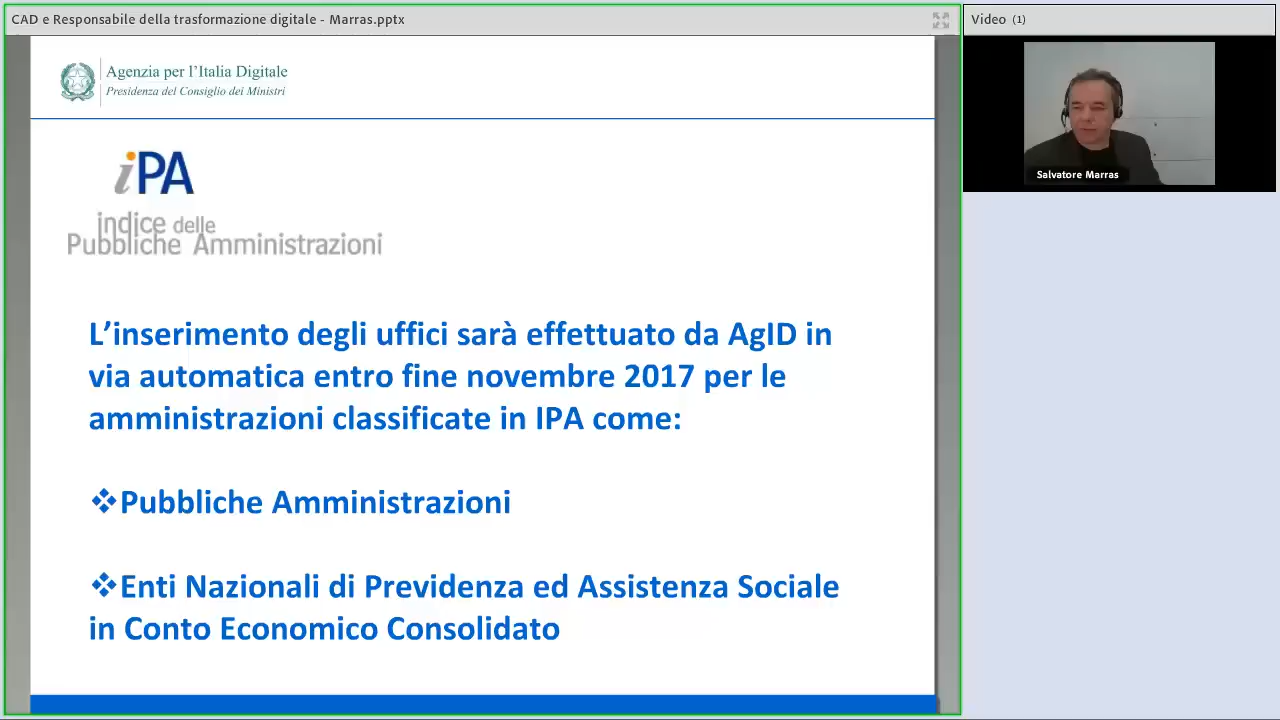 CAD e Responsabile della trasformazione digitale - Marras.pptx
Video (1)
Agenzia per l'Italia Digitale
Presidenza del Consiglio dei Ministri
Salvatore Marras
iPA
indice delle
Pubbliche Amministrazioni
L’inserimento degli uffici sarà effettuato da AgID in
via automatica entro fine novembre 2017 per le
amministrazioni classificate in IPA come:
❖Pubbliche Amministrazioni
❖Enti Nazionali di Previdenza ed Assistenza Sociale
in Conto Economico Consolidato